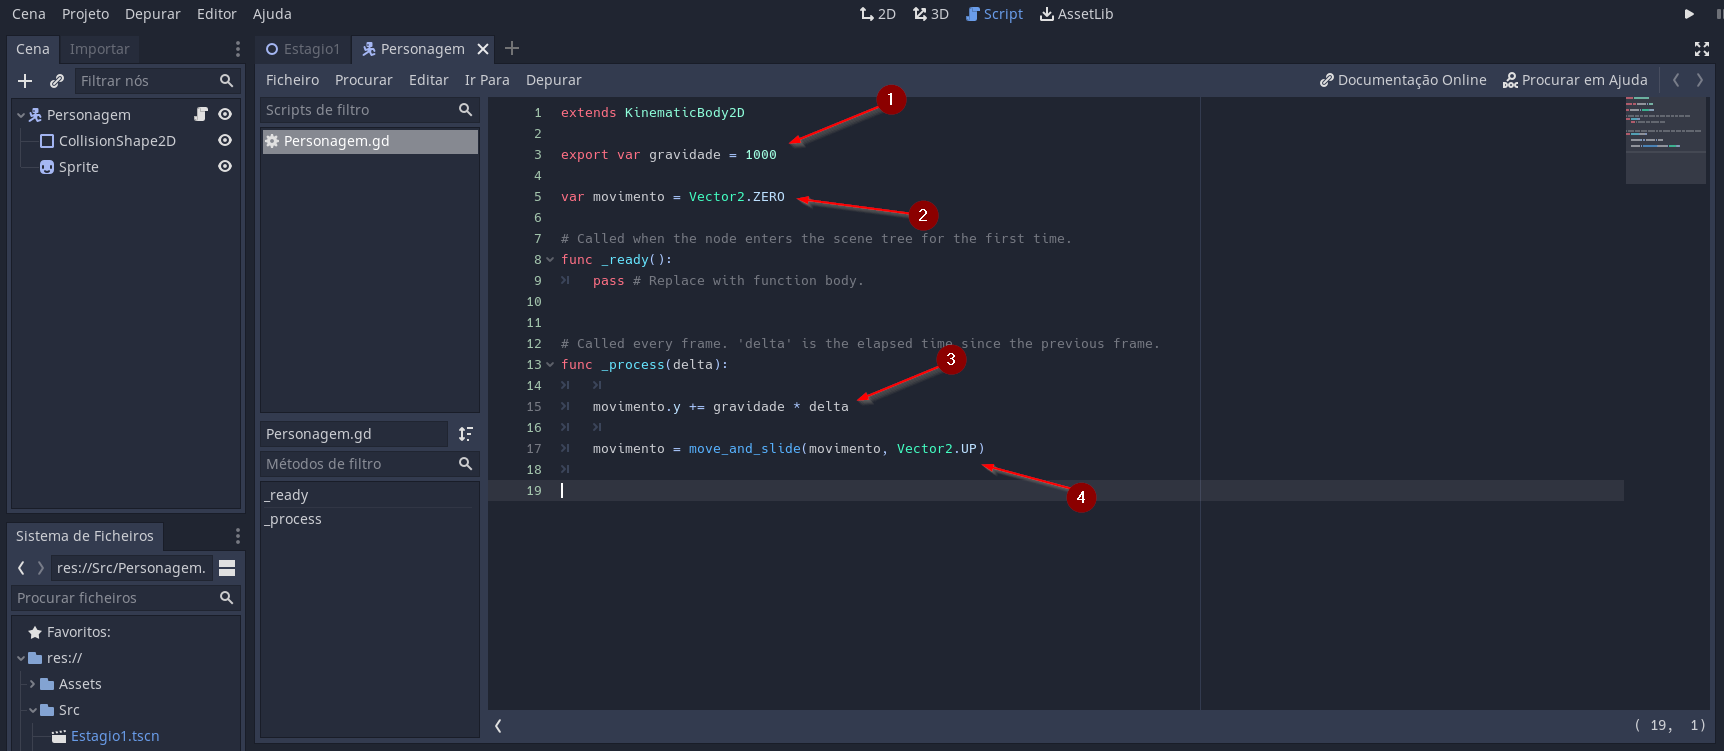 Cena Projeto Depurar Editor Ajuda
2D 3D Script AssetLib
Cena Importar
Filtrar nós
Personagem
CollisionShape2D
Sprite
Sistema de Ficheiros
res://Src/Personagem.
Procurar ficheiros
Favoritos:
res://
Assets
Src
Estagio1.tscn
Estagio1 Personagem
Ficheiro Procurar Editar Ir Para Depurar
Documentação Online Procurar em Ajuda
Scripts de filtro
Personagem.gd
Personagem.gd
Métodos de filtro
_ready
_process
1 extends KinematicBody2D
2
3 export var gravidade = 1000
4
5 var movimento = Vector2.ZERO
6
7 # Called when the node enters the scene tree for the first time.
8 func _ready():
9 pass # Replace with function body.
10
11
12 # Called every frame. 'delta' is the elapsed time since the previous frame.
13 func _process(delta):
14
15 movimento.y += gravidade * delta
16
17 movimento = move_and_slide(movimento, Vector2.UP)
18
19
1
2
3
4
( 19, 1)